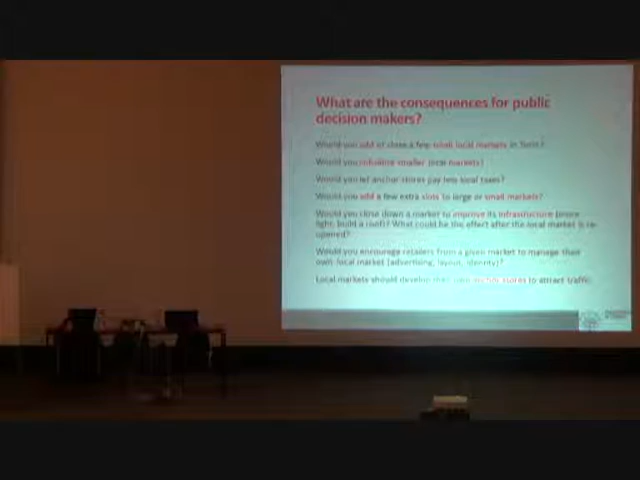 What are the consequences for public
decision makers?
Would you add or close a few small local markets in Turin?
Would you subsidise smaller local markets?
Would you let anchor stores pay less local taxes?
Would you add a few extra slots to large or small markets?
Would you close down a market to improve its infrastructure (more
light, build a roof)? What could be the effect after the local market is re-
opened?
Would you encourage retailers from a given market to manage their
own local market (advertising, layout, identity)?
Local markets should develop their own anchor stores to attract traffic